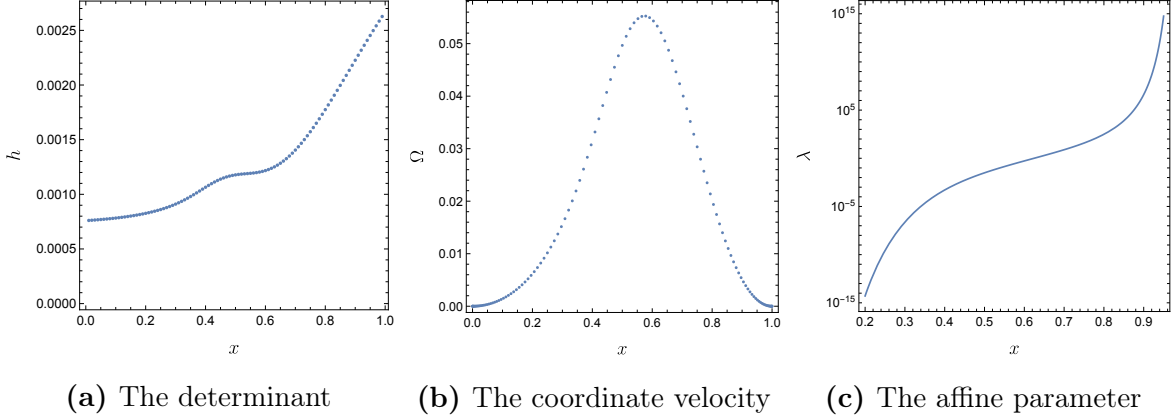 0.0025
0.0020
0.0015
0.0010
0.0005
0.0000
h
0.0 0.2 0.4 0.6 0.8 1.0
x
0.05
0.04
0.03
0.02
0.01
0.00
Ω
0.0 0.2 0.4 0.6 0.8 1.0
x
10^15
10^5
10^-5
10^-15
λ
0.2 0.3 0.4 0.5 0.6 0.7 0.8 0.9
x
(a) The determinant
(b) The coordinate velocity
(c) The affine parameter